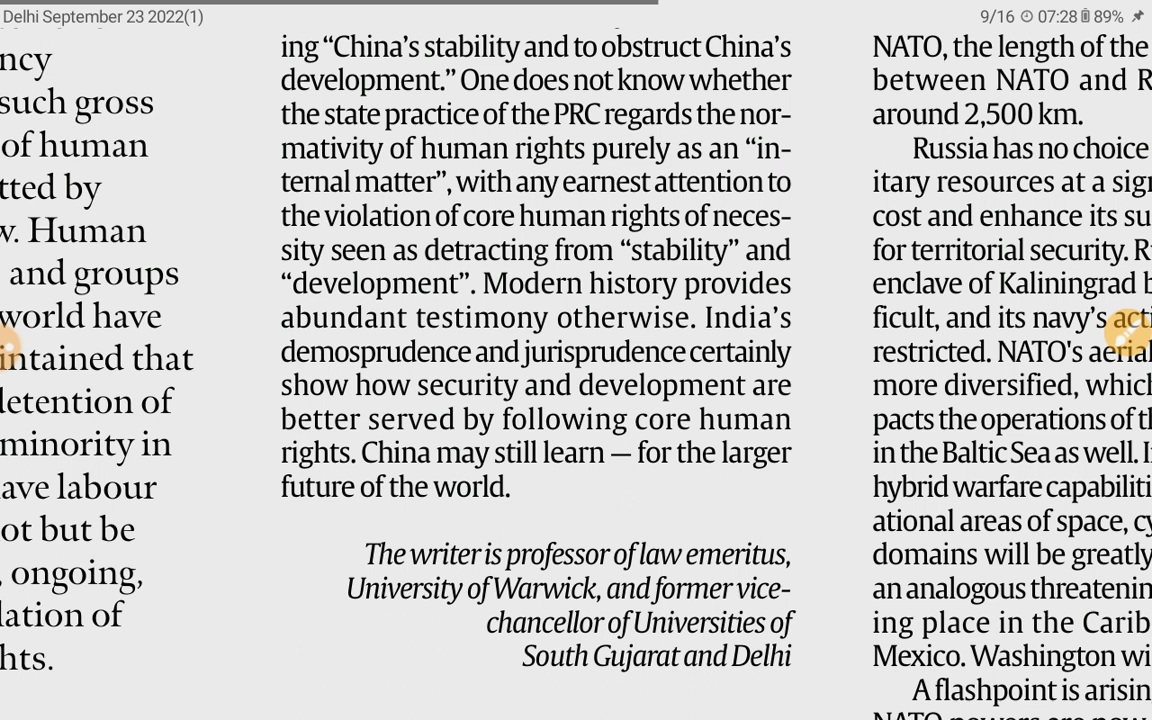 Delhi September 23 2022(1)
9/16 07:28 89%
ncy
such gross
of human
tted by
w. Human
and groups
world have
intained that
detention of
minority in
ave labour
ot but be
, ongoing,
lation of
hts.
ing “China’s stability and to obstruct China’s
development.” One does not know whether
the state practice of the PRC regards the nor-
mativity of human rights purely as an “in-
ternal matter”, with any earnest attention to
the violation of core human rights of neces-
sity seen as detracting from “stability” and
“development”. Modern history provides
abundant testimony otherwise. India’s
demosprudence and jurisprudence certainly
show how security and development are
better served by following core human
rights. China may still learn — for the larger
future of the world.
The writer is professor of law emeritus,
University of Warwick, and former vice-
chancellor of Universities of
South Gujarat and Delhi
NATO, the length of the
between NATO and R
around 2,500 km.
Russia has no choice
itary resources at a sign
cost and enhance its su
for territorial security. R
enclave of Kaliningrad b
ficult, and its navy’s acti
restricted. NATO's aerial
more diversified, which
pacts the operations of th
in the Baltic Sea as well. I
hybrid warfare capabiliti
ational areas of space, cy
domains will be greatly
an analogous threatenin
ing place in the Carib
Mexico. Washington wi
A flashpoint is arisin
NATO powers are now